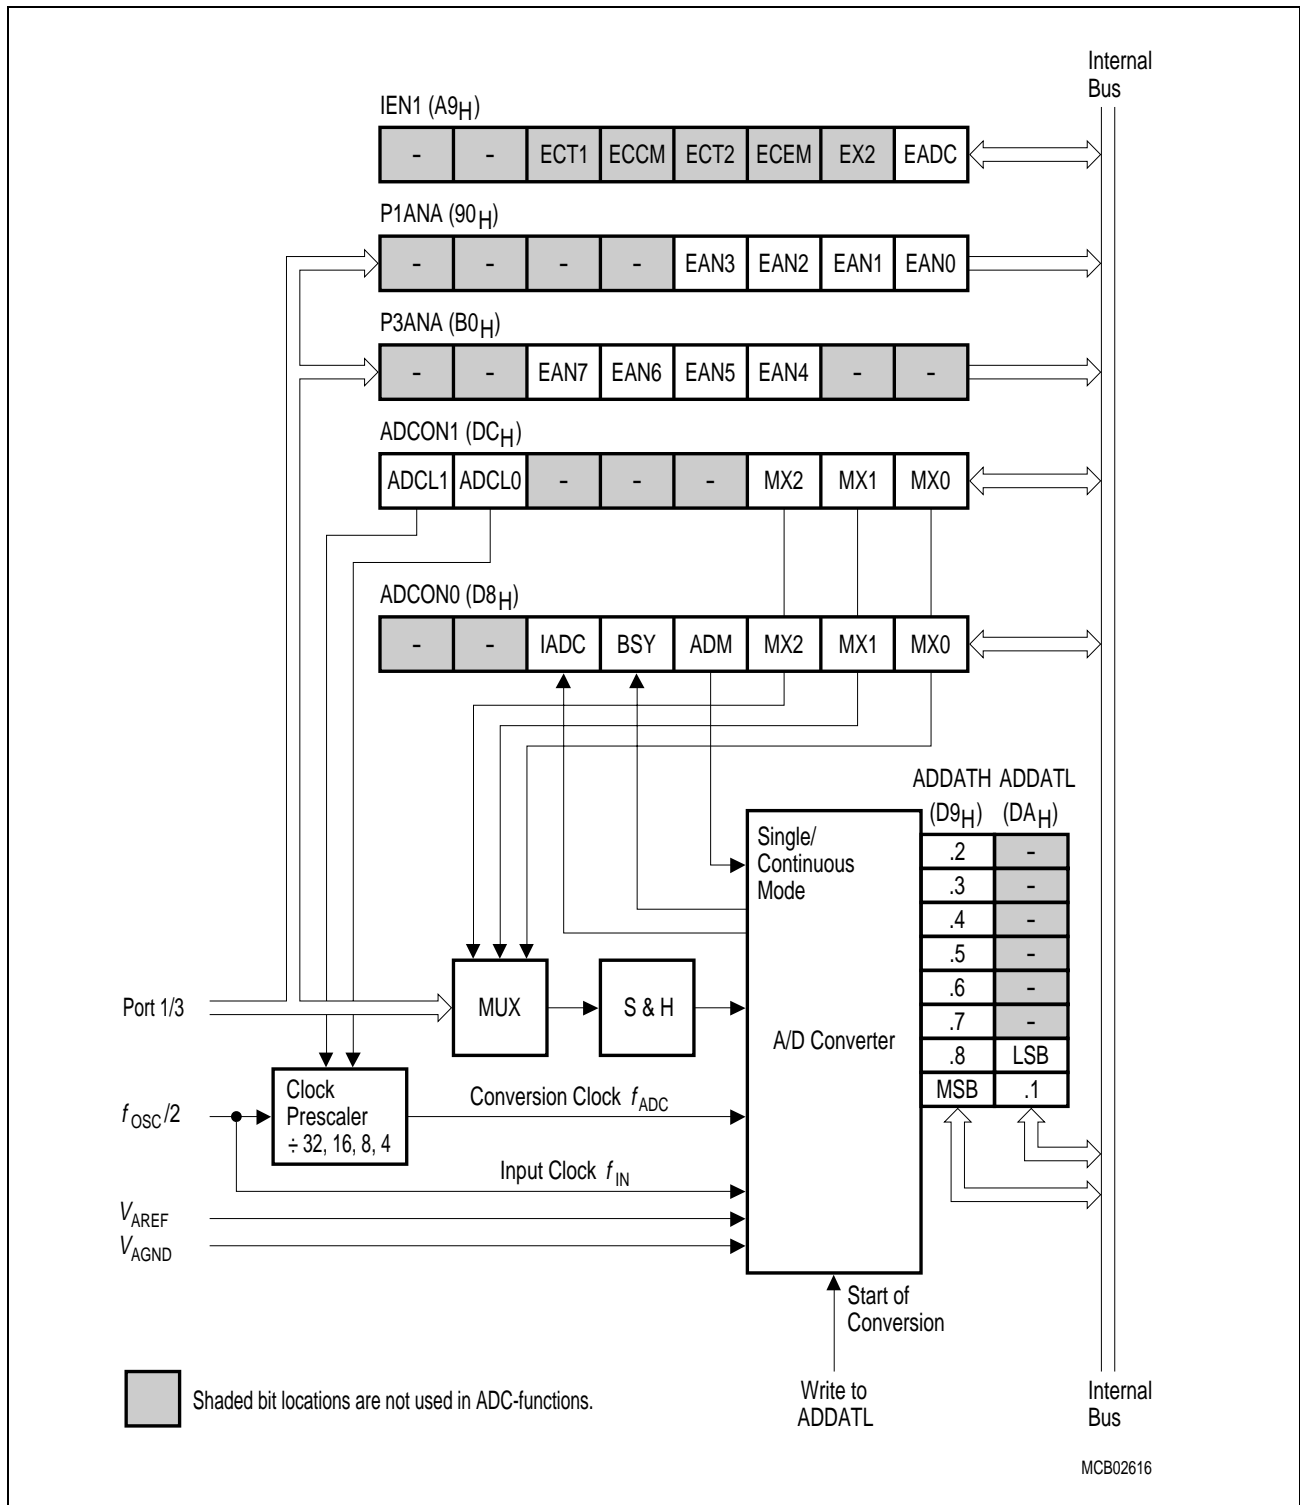 Internal
Bus
IEN1 (A9H)
- - ECT1 ECCM ECT2 ECEM EX2 EADC
P1ANA (90H)
- - - - EAN3 EAN2 EAN1 EAN0
P3ANA (B0H)
- - EAN7 EAN6 EAN5 EAN4 - -
ADCON1 (DCH)
ADCL1 ADCL0 - - - MX2 MX1 MX0
ADCON0 (D8H)
- - IADC BSY ADM MX2 MX1 MX0
ADDATH ADDATL
(D9H) (DAH)
Single/
Continuous
Mode
.2 -
.3 -
.4 -
.5 -
.6 -
.7 -
.8 LSB
MSB .1
Port 1/3
MUX
S & H
A/D Converter
fOSC/2
Clock
Prescaler
÷ 32, 16, 8, 4
Conversion Clock fADC
Input Clock fIN
VAREF
VAGND
Start of
Conversion
Write to
ADDATL
Internal
Bus
Shaded bit locations are not used in ADC-functions.
MCB02616